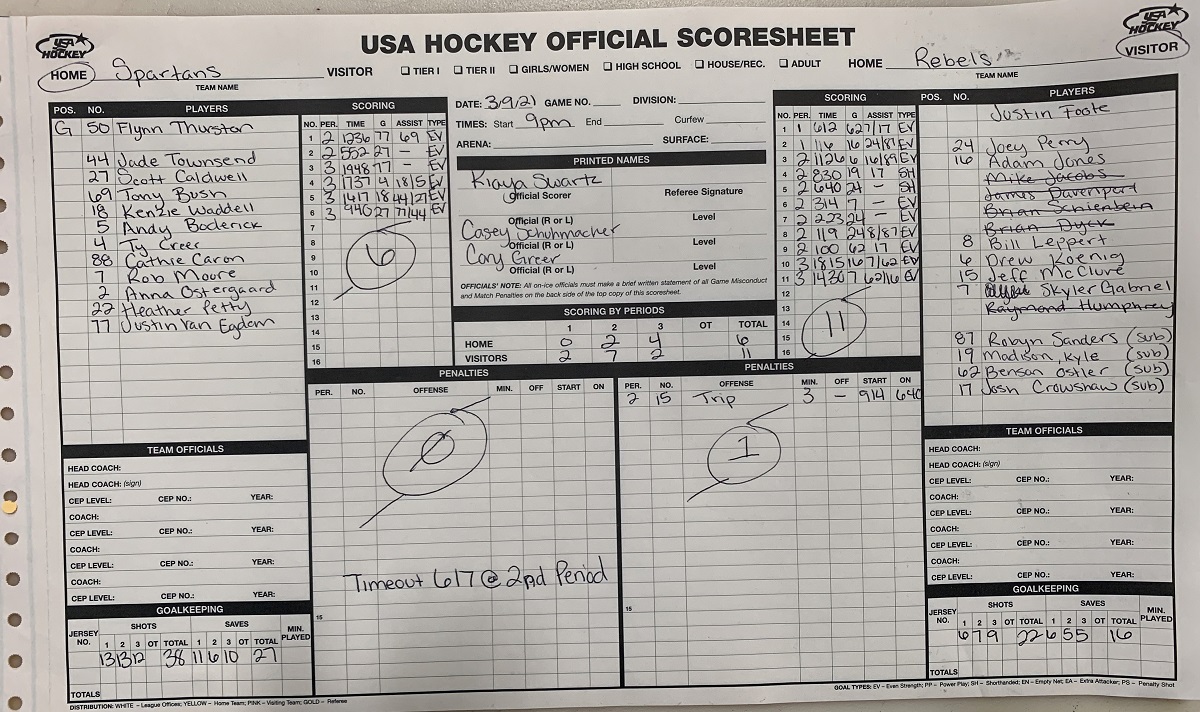 USA HOCKEY OFFICIAL SCORESHEET
USA HOCKEY
HOME Spartans VISITOR ☐ TIER I ☐ TIER II ☐ GIRLS/WOMEN ☐ HIGH SCHOOL ☐ HOUSE/REC. ☐ ADULT HOME Rebels
USA HOCKEY
VISITOR
TEAM NAME
TEAM NAME
POS. NO. PLAYERS
G 50 Flynn Thurston
44 Jade Townsend
27 Scott Caldwell
69 Tony Bush
18 Kenzie Waddell
5 Andy Boderick
4 Ty Creer
88 Cathie Caron
7 Rob Moore
2 Anna Ostergaard
22 Heather Petty
77 Justin Van Egdom
SCORING
NO. PER. TIME G ASSIST TYPE
1 2 1236 77 69 EV
2 2 552 27 - EV
3 3 1948 77 - EV
4 3 1737 4 18/5 EV
5 3 1417 18 44/27 EV
6 3 946 27 77/44 EV
7
8
9
10
11
12
13
14
15
16
6
DATE: 3/9/21 GAME NO. DIVISION:
TIMES: Start 9pm End Curfew
ARENA: SURFACE:
PRINTED NAMES
Kiaya Swartz
Official Scorer Referee Signature
Official (R or L) Level
Casey Schuhmacher
Official (R or L) Level
Cory Greer
Official (R or L) Level
OFFICIALS' NOTE: All on-ice officials must make a brief written statement of all Game Misconduct
and Match Penalties on the back side of the top copy of this scoresheet.
SCORING BY PERIODS
1 2 3 OT TOTAL
HOME 0 2 4 6
VISITORS 2 7 2 11
SCORING
NO. PER. TIME G ASSIST TYPE
1 1 612 6 27/17 EV
2 1 116 16 24/87 EV
3 2 1126 6 16/89 EV
4 2 830 19 17 SH
5 2 640 24 - SH
6 2 314 7 - EV
7 2 223 24 - EV
8 2 119 24 8/87 EV
9 2 100 62 17 EV
10 3 1815 16 7/62 EV
11 3 1430 7 62/16 EV
12
13
14
15
16
11
POS. NO. PLAYERS
Justin Foote
24 Joey Perry
16 Adam Jones
Mike Jacobs
James Davenport
Brian Schienbein
Brian Dyck
8 Bill Leppert
6 Drew Koenig
15 Jeff McClure
7 Skyler Gabriel
Raymond Humphrey
87 Robyn Sanders (sub)
19 Madison, Kyle (sub)
62 Benson Ostler (sub)
17 Josh Crowshaw (sub)
PENALTIES
PER. NO. OFFENSE MIN. OFF START ON
0
Timeout 617 @ 2nd Period
15
PENALTIES
PER. NO. OFFENSE MIN. OFF START ON
2 15 Trip 3 - 914 640
1
15
TEAM OFFICIALS
HEAD COACH:
HEAD COACH: (sign)
CEP LEVEL: CEP NO.: YEAR:
COACH:
CEP LEVEL: CEP NO.: YEAR:
COACH:
CEP LEVEL: CEP NO.: YEAR:
COACH:
CEP LEVEL: CEP NO.: YEAR:
GOALKEEPING
JERSEY NO. SHOTS SAVES MIN. PLAYED
1 2 3 OT TOTAL 1 2 3 OT TOTAL
13 13 12 38 11 6 10 27
TOTALS
TEAM OFFICIALS
HEAD COACH:
HEAD COACH: (sign)
CEP LEVEL: CEP NO.: YEAR:
COACH:
CEP LEVEL: CEP NO.: YEAR:
COACH:
CEP LEVEL: CEP NO.: YEAR:
COACH:
CEP LEVEL: CEP NO.: YEAR:
GOALKEEPING
JERSEY NO. SHOTS SAVES MIN. PLAYED
1 2 3 OT TOTAL 1 2 3 OT TOTAL
6 7 9 22 6 5 5 16
TOTALS
DISTRIBUTION: WHITE – League Offices; YELLOW – Home Team; PINK – Visiting Team; GOLD – Referee
GOAL TYPES: EV – Even Strength; PP – Power Play; SH – Shorthanded; EN – Empty Net; EA – Extra Attacker; PS – Penalty Shot